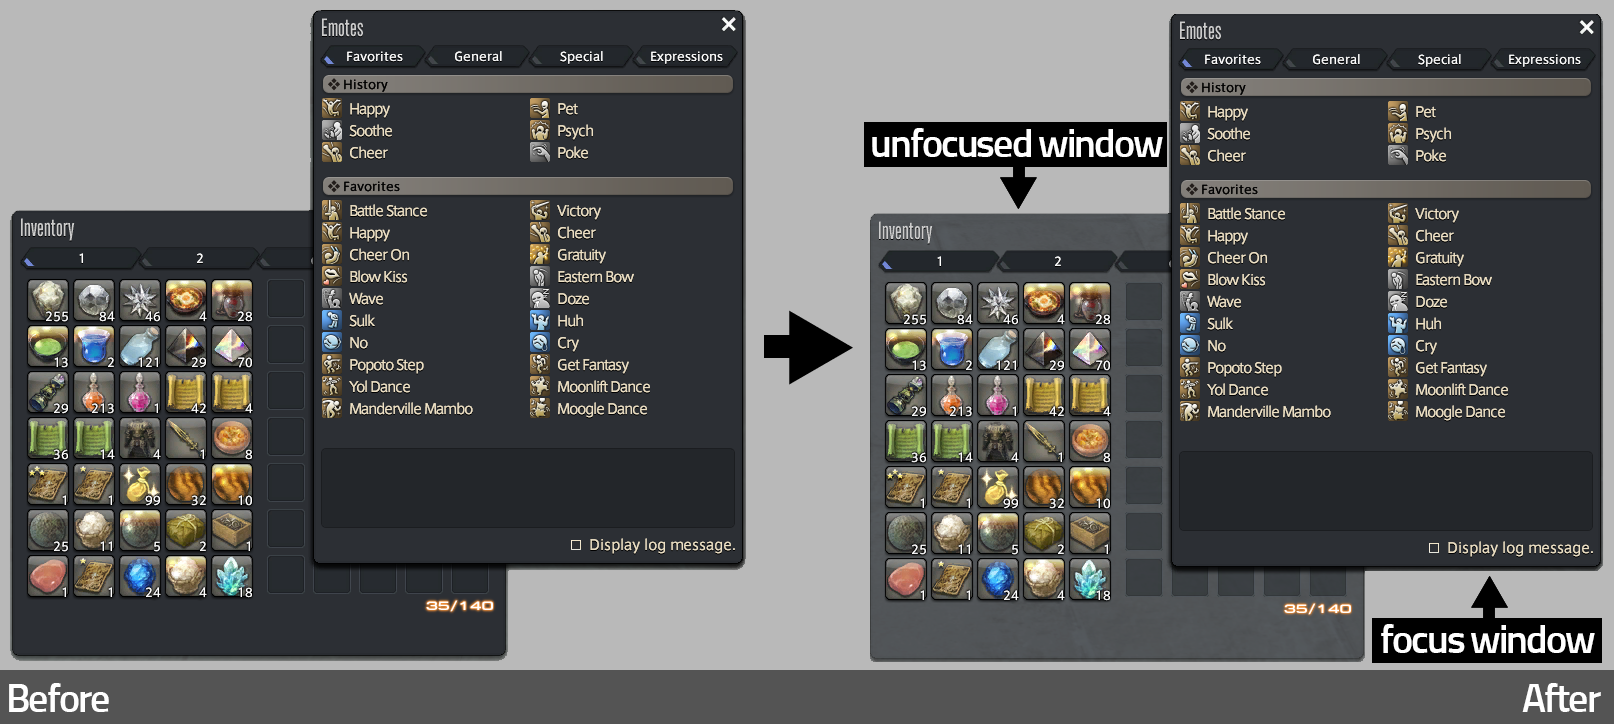 Emotes
Favorites General Special Expressions
History
Happy Pet
Soothe Psych
Cheer Poke
Favorites
Battle Stance Victory
Happy Cheer
Cheer On Gratuity
Blow Kiss Eastern Bow
Wave Doze
Sulk Huh
No Cry
Popoto Step Get Fantasy
Yol Dance Moonlift Dance
Manderville Mambo Moogle Dance
Display log message.
Inventory
1 2
255 84 46 4 28
13 2 121 29 70
29 213 1 42 4
36 14 4 1 8
1 1 99 32 10
25 11 5 2 1
1 1 24 4 18
35/140
unfocused window
Emotes
Favorites General Special Expressions
History
Happy Pet
Soothe Psych
Cheer Poke
Favorites
Battle Stance Victory
Happy Cheer
Cheer On Gratuity
Blow Kiss Eastern Bow
Wave Doze
Sulk Huh
No Cry
Popoto Step Get Fantasy
Yol Dance Moonlift Dance
Manderville Mambo Moogle Dance
Display log message.
Inventory
1 2
255 84 46 4 28
13 2 121 29 70
29 213 1 42 4
36 14 4 1 8
1 1 99 32 10
25 11 5 2 1
1 1 24 4 18
35/140
focus window
Before After